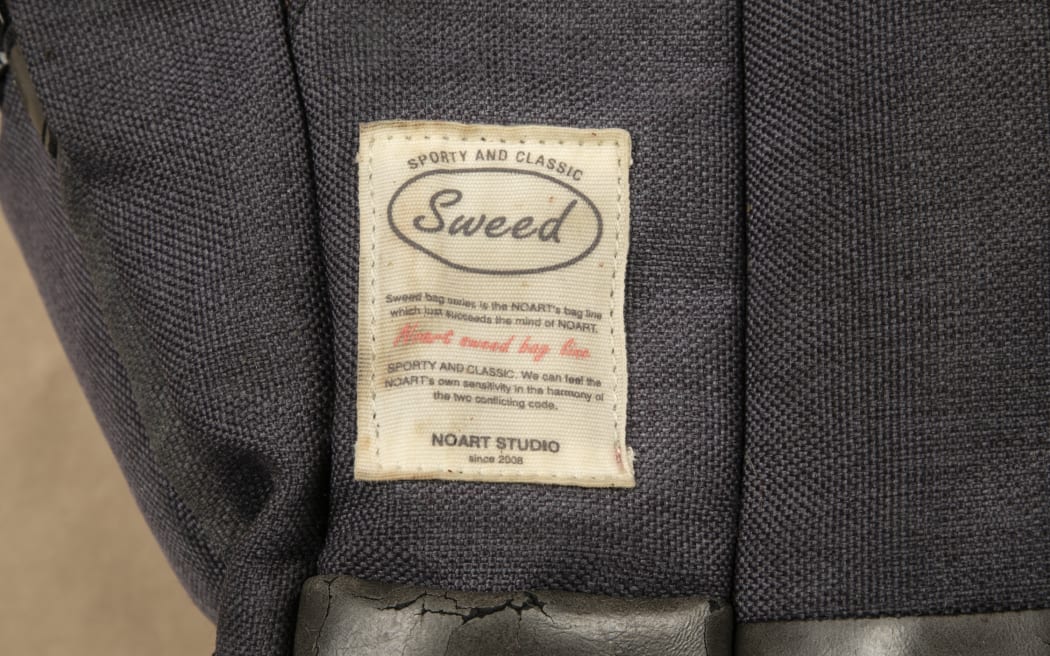 SPORTY AND CLASSIC
Sweed
Sweed bag series is the NOART's bag line
which just succeeds the mind of NOART.
Noart sweed bag line
SPORTY AND CLASSIC. We can feel the
NOART's own sensitivity in the harmony of
the two conflicting code.
NOART STUDIO
since 2008